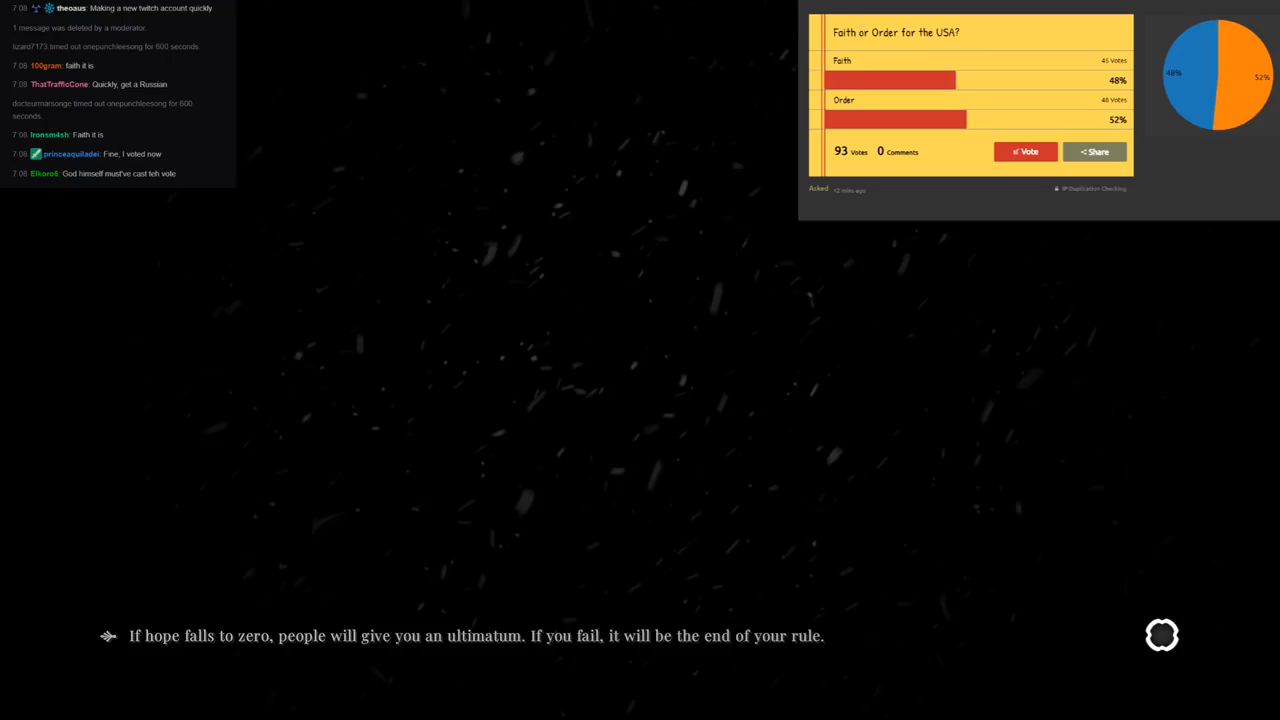 7:08 theoaus: Making a new twitch account quickly
1 message was deleted by a moderator.
lizard7173 timed out onepunchleesong for 600 seconds.
7:08 100gram: faith it is
7:08 ThatTrafficCone: Quickly, get a Russian
docteurmarsonge timed out onepunchleesong for 600
seconds.
7:08 Ironsm4sh: Faith it is
7:08 princeaquiladei: Fine, I voted now
7:08 Elkoro6: God himself must've cast teh vote
Faith or Order for the USA?
Faith 45 Votes
48%
Order 48 Votes
52%
93 Votes 0 Comments Vote Share
Asked <2 mins ago IP Duplication Checking
48% 52%
If hope falls to zero, people will give you an ultimatum. If you fail, it will be the end of your rule.